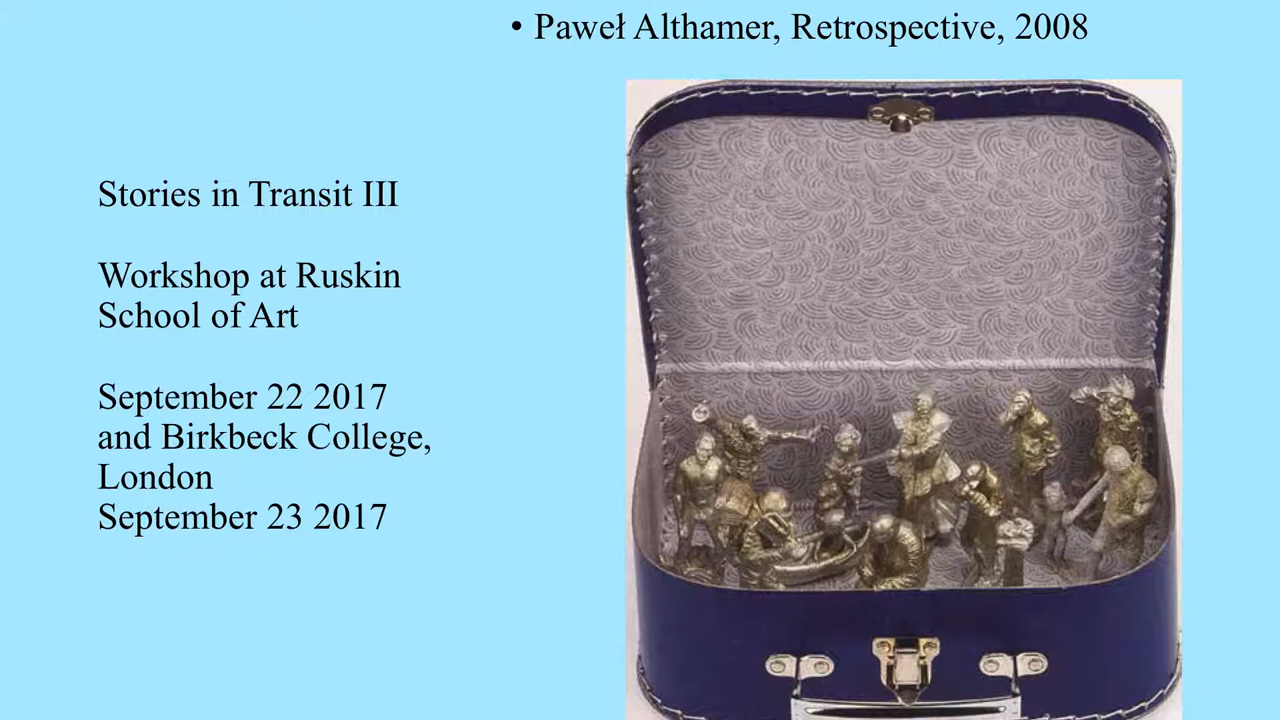 • Paweł Althamer, Retrospective, 2008
Stories in Transit III
Workshop at Ruskin
School of Art
September 22 2017
and Birkbeck College,
London
September 23 2017